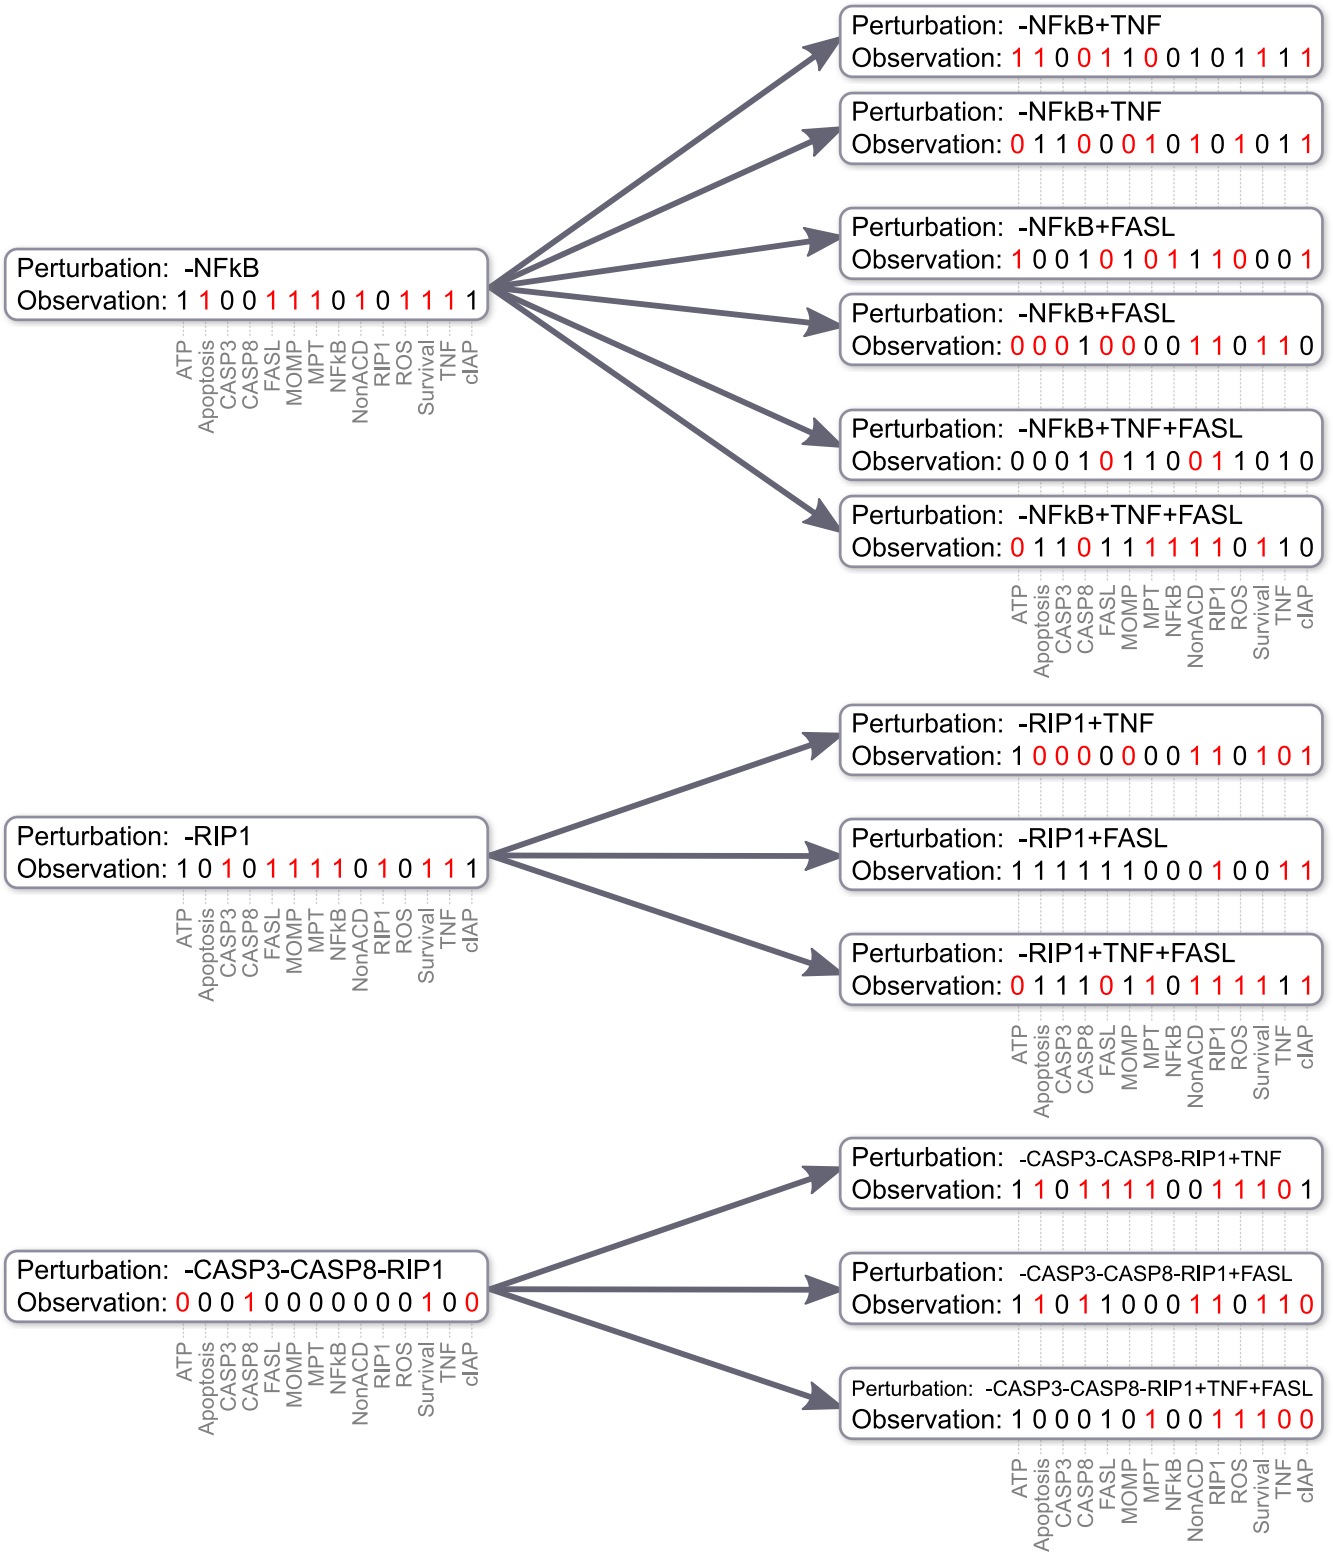 Perturbation: -NFkB+TNF
Observation: 1 1 0 0 1 1 0 0 1 0 1 1 1 1
Perturbation: -NFkB+TNF
Observation: 0 1 1 0 0 0 1 0 1 0 1 0 1 1
Perturbation: -NFkB+FASL
Observation: 1 0 0 1 0 1 0 1 1 1 0 0 0 1
Perturbation: -NFkB
Observation: 1 1 0 0 1 1 1 0 1 0 1 1 1 1
ATP Apoptosis CASP3 CASP8 FASL MOMP MPT NFkB NonACD RIP1 ROS Survival TNF cIAP
Perturbation: -NFkB+FASL
Observation: 0 0 0 1 0 0 0 0 1 1 0 1 1 0
Perturbation: -NFkB+TNF+FASL
Observation: 0 0 0 1 0 1 1 0 0 1 1 0 1 0
Perturbation: -NFkB+TNF+FASL
Observation: 0 1 1 0 1 1 1 1 1 1 0 1 1 0
ATP Apoptosis CASP3 CASP8 FASL MOMP MPT NFkB NonACD RIP1 ROS Survival TNF cIAP
Perturbation: -RIP1+TNF
Observation: 1 0 0 0 0 0 0 0 1 1 0 1 0 1
Perturbation: -RIP1
Observation: 1 0 1 0 1 1 1 1 0 1 0 1 1 1
ATP Apoptosis CASP3 CASP8 FASL MOMP MPT NFkB NonACD RIP1 ROS Survival TNF cIAP
Perturbation: -RIP1+FASL
Observation: 1 1 1 1 1 1 0 0 0 1 0 0 1 1
Perturbation: -RIP1+TNF+FASL
Observation: 0 1 1 1 0 1 1 0 1 1 1 1 1 1
ATP Apoptosis CASP3 CASP8 FASL MOMP MPT NFkB NonACD RIP1 ROS Survival TNF cIAP
Perturbation: -CASP3-CASP8-RIP1+TNF
Observation: 1 1 0 1 1 1 1 0 0 1 1 1 0 1
Perturbation: -CASP3-CASP8-RIP1
Observation: 0 0 0 1 0 0 0 0 0 0 0 1 0 0
ATP Apoptosis CASP3 CASP8 FASL MOMP MPT NFkB NonACD RIP1 ROS Survival TNF cIAP
Perturbation: -CASP3-CASP8-RIP1+FASL
Observation: 1 1 0 1 1 0 0 0 1 1 0 1 1 0
Perturbation: -CASP3-CASP8-RIP1+TNF+FASL
Observation: 1 0 0 0 1 0 1 0 0 1 1 1 0 0
ATP Apoptosis CASP3 CASP8 FASL MOMP MPT NFkB NonACD RIP1 ROS Survival TNF cIAP